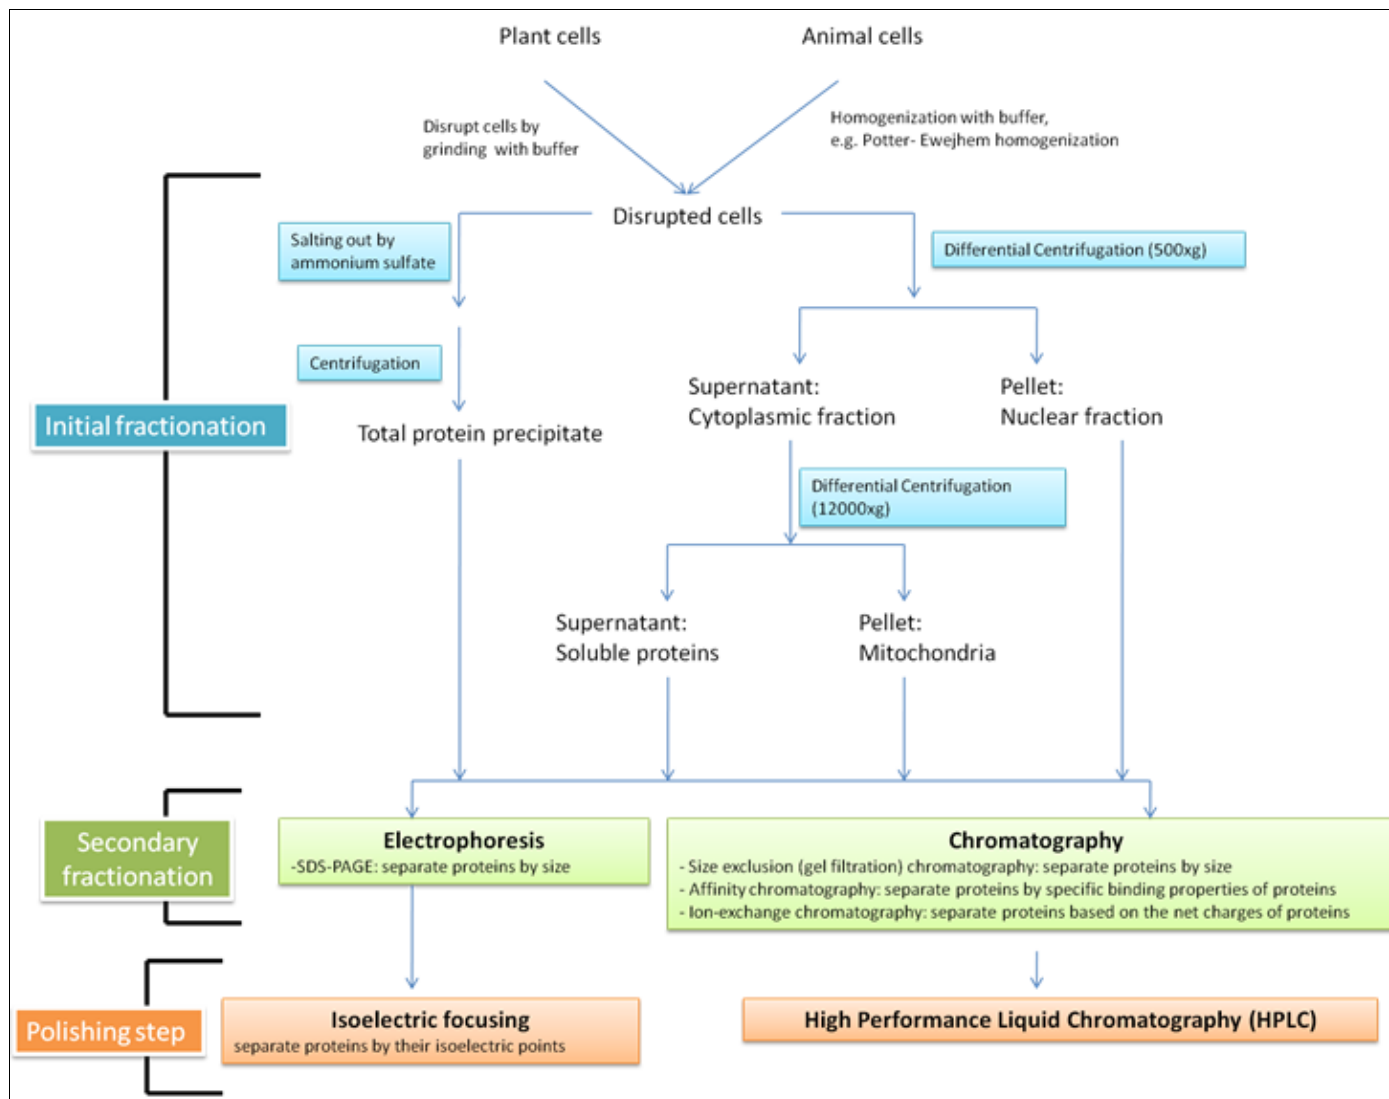 Plant cells
Animal cells
Disrupt cells by
grinding with buffer
Homogenization with buffer,
e.g. Potter- Ewejhem homogenization
Disrupted cells
Salting out by
ammonium sulfate
Differential Centrifugation (500xg)
Centrifugation
Supernatant:
Cytoplasmic fraction
Pellet:
Nuclear fraction
Initial fractionation
Total protein precipitate
Differential Centrifugation
(12000xg)
Supernatant:
Soluble proteins
Pellet:
Mitochondria
Secondary
fractionation
Electrophoresis
-SDS-PAGE: separate proteins by size
Chromatography
- Size exclusion (gel filtration) chromatography: separate proteins by size
- Affinity chromatography: separate proteins by specific binding properties of proteins
- Ion-exchange chromatography: separate proteins based on the net charges of proteins
Polishing step
Isoelectric focusing
separate proteins by their isoelectric points
High Performance Liquid Chromatography (HPLC)